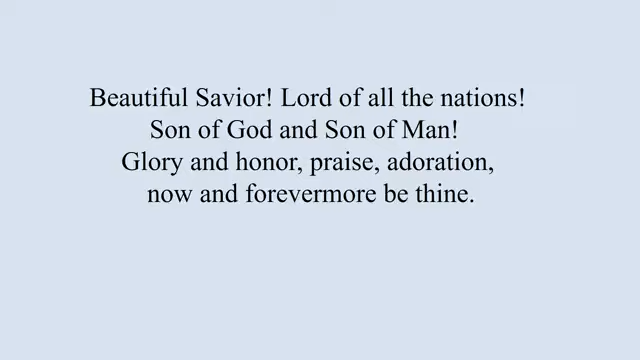 Beautiful Savior! Lord of all the nations!
Son of God and Son of Man!
Glory and honor, praise, adoration,
now and forevermore be thine.